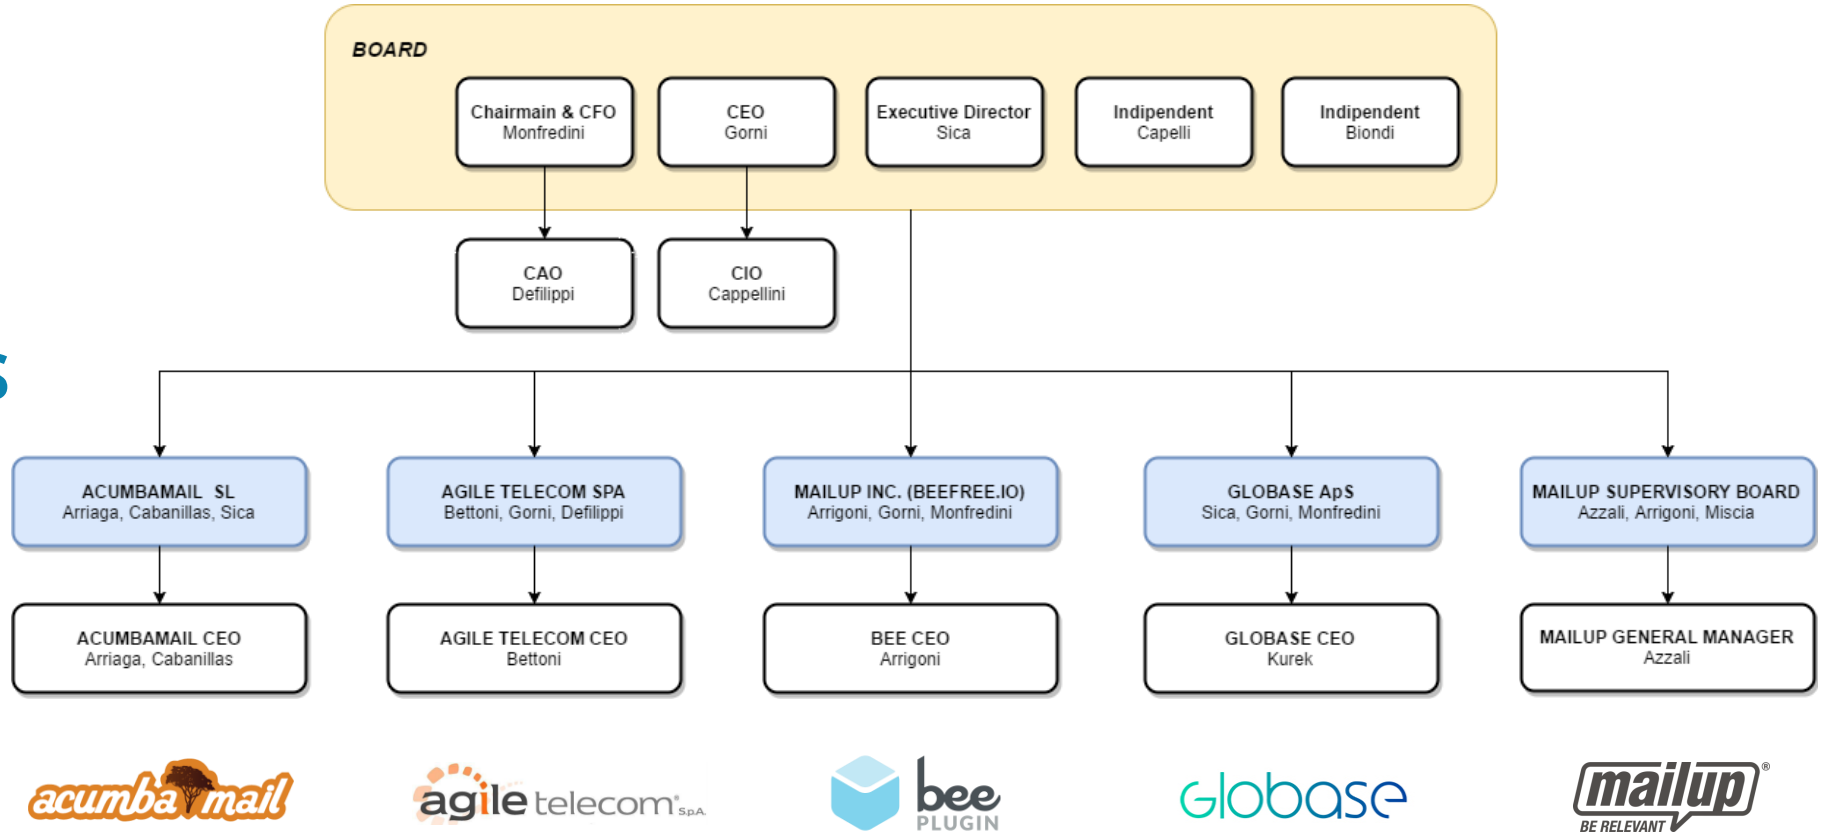 BOARD
Chairmain & CFO
Monfredini
CEO
Gorni
Executive Director
Sica
Indipendent
Capelli
Indipendent
Biondi
CAO
Defilippi
CIO
Cappellini
s
ACUMBAMAIL SL
Arriaga, Cabanillas, Sica
AGILE TELECOM SPA
Bettoni, Gorni, Defilippi
MAILUP INC. (BEEFREE.IO)
Arrigoni, Gorni, Monfredini
GLOBASE ApS
Sica, Gorni, Monfredini
MAILUP SUPERVISORY BOARD
Azzali, Arrigoni, Miscia
ACUMBAMAIL CEO
Arriaga, Cabanillas
AGILE TELECOM CEO
Bettoni
BEE CEO
Arrigoni
GLOBASE CEO
Kurek
MAILUP GENERAL MANAGER
Azzali
acumbamail
agile telecom® S.p.A.
bee
PLUGIN
Globase
mailup®
BE RELEVANT